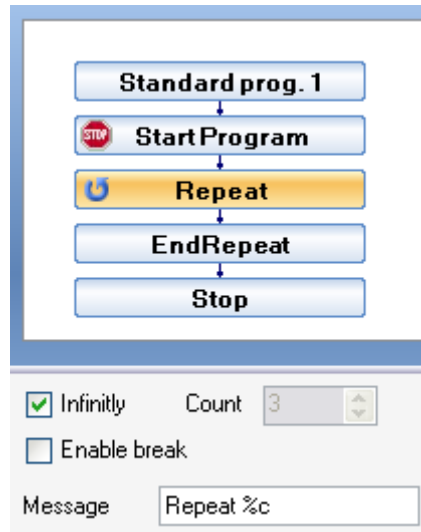 Standard prog. 1
STOP
Start Program
Repeat
EndRepeat
Stop
Infinitly Count 3
Enable break
Message Repeat %c